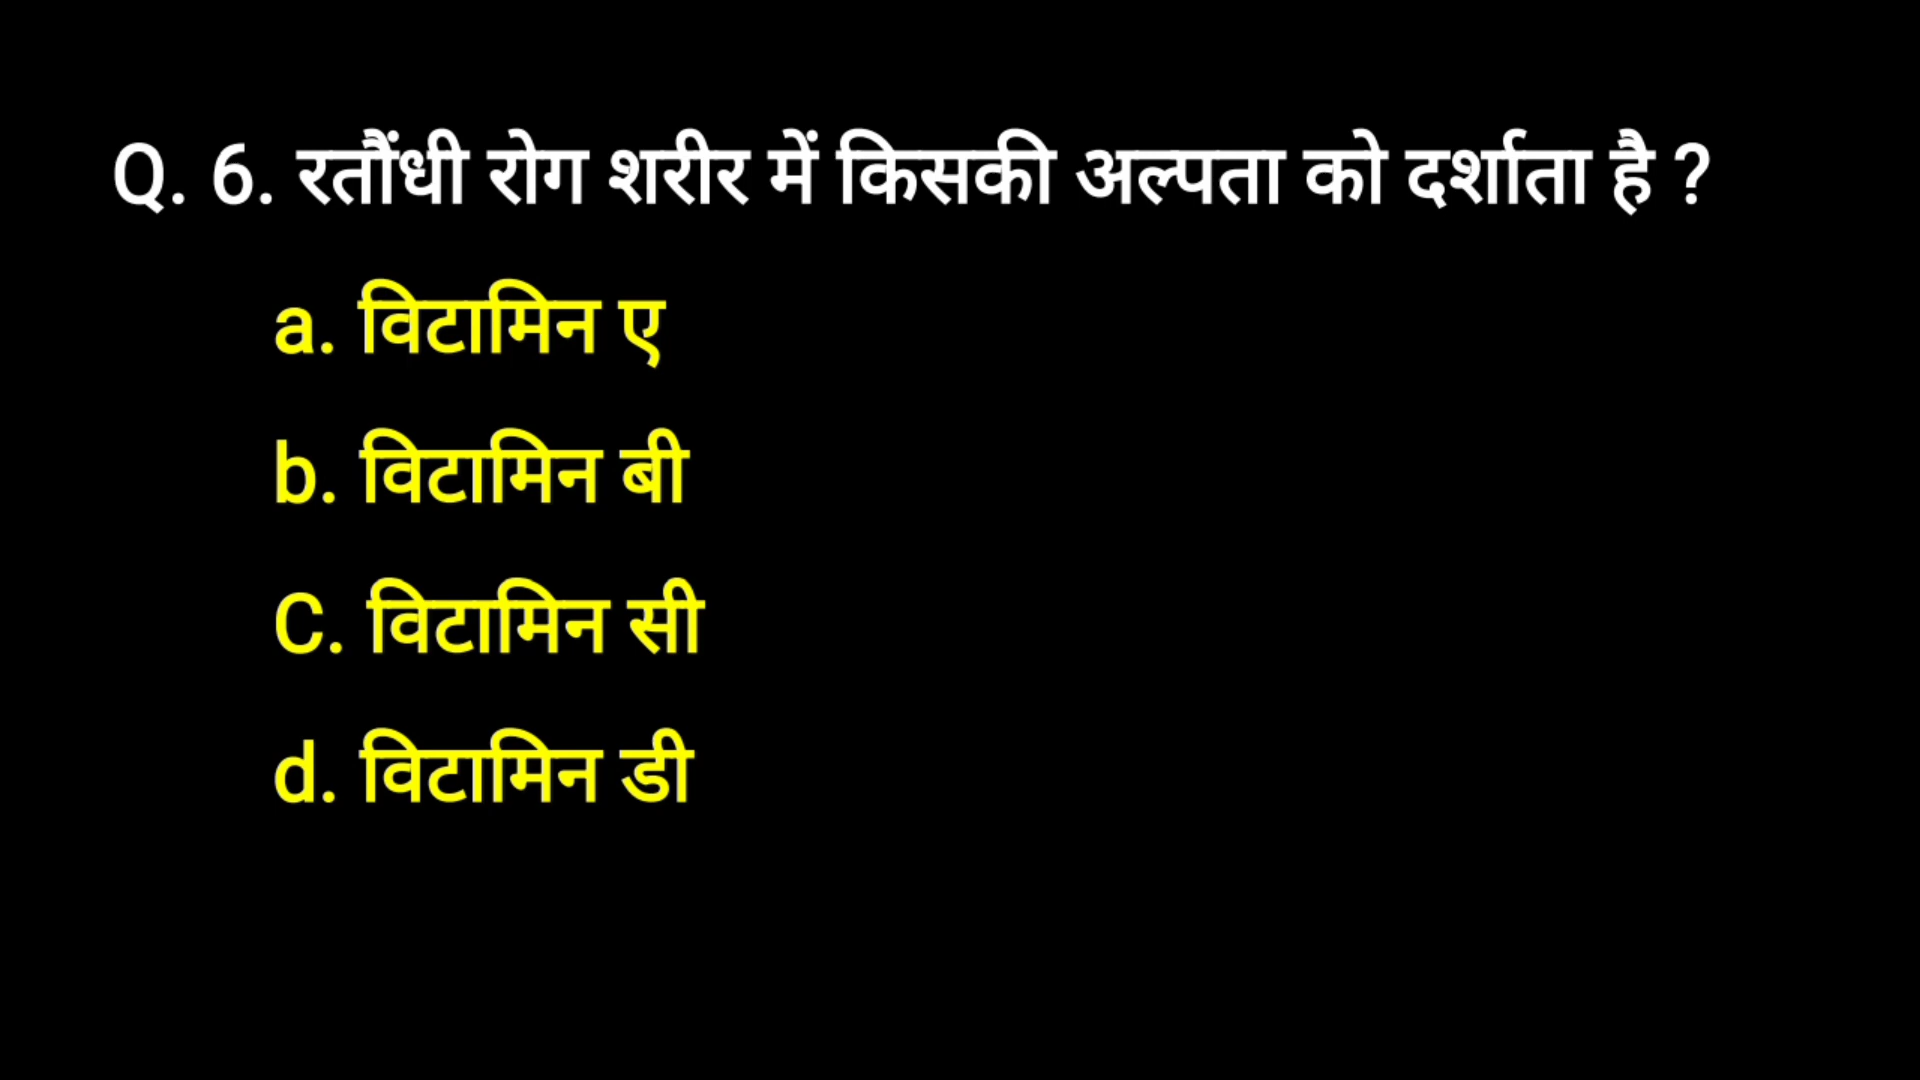 Q. 6. रतौंधी रोग शरीर में किसकी अल्पता को दर्शाता है ?
a. विटामिन ए
b. विटामिन बी
C. विटामिन सी
d. विटामिन डी